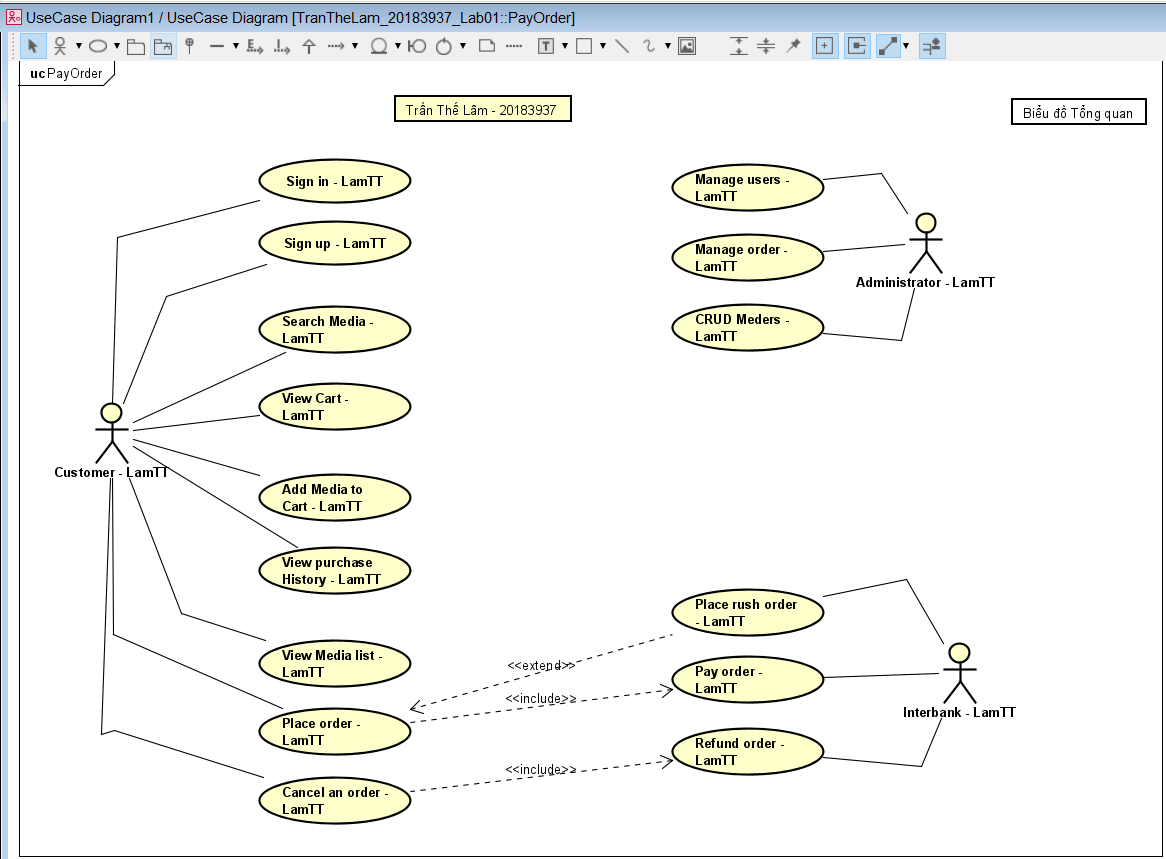 UseCase Diagram1 / UseCase Diagram [TranTheLam_20183937_Lab01::PayOrder]
E..
I..
T
uc PayOrder
Trần Thế Lâm - 20183937
Biểu đồ Tổng quan
Sign in - LamTT
Sign up - LamTT
Search Media -
LamTT
View Cart -
LamTT
Customer - LamTT
Add Media to
Cart - LamTT
View purchase
History - LamTT
View Media list -
LamTT
Place order -
LamTT
Cancel an order -
LamTT
<<extend>>
<<include>>
<<include>>
Manage users -
LamTT
Manage order -
LamTT
CRUD Meders -
LamTT
Administrator - LamTT
Place rush order
- LamTT
Pay order -
LamTT
Refund order -
LamTT
Interbank - LamTT